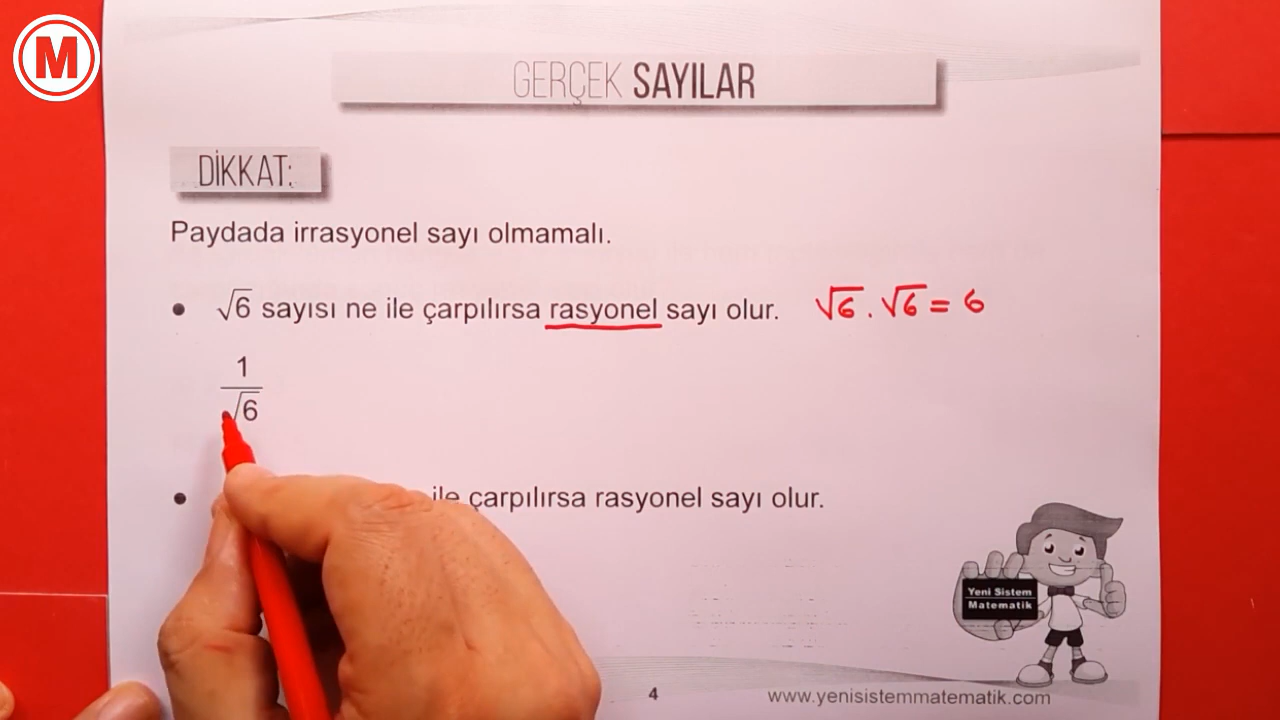 M
GERÇEK SAYILAR
DİKKAT:
Paydada irrasyonel sayı olmamalı.
• √6 sayısı ne ile çarpılırsa rasyonel sayı olur. √6 . √6 = 6
1
√6
• ile çarpılırsa rasyonel sayı olur.
Yeni Sistem
Matematik
4
www.yenisistemmatematik.com